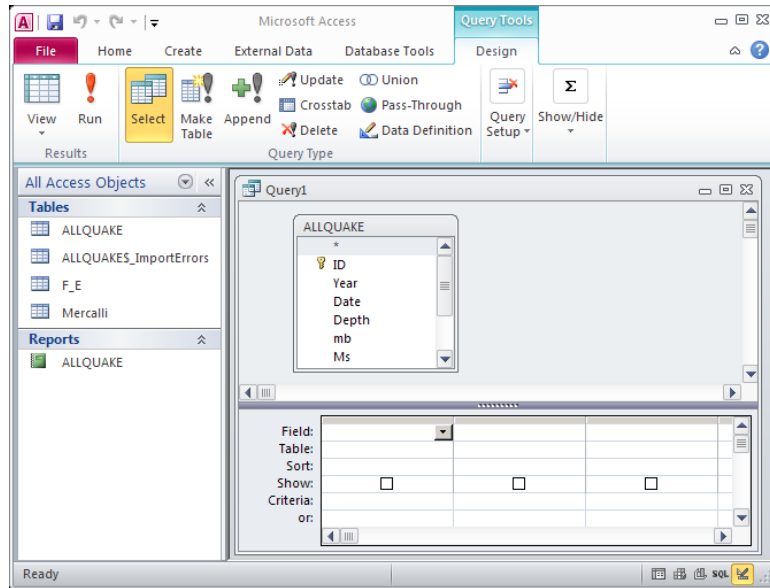 A Microsoft Access Query Tools
File Home Create External Data Database Tools Design
View Run Select Make Table Append Update Crosstab Delete Union Pass-Through Data Definition Query Setup Σ Show/Hide
Results Query Type
All Access Objects «
Tables
ALLQUAKE
ALLQUAKE$_ImportErrors
F_E
Mercalli
Reports
ALLQUAKE
Query1
ALLQUAKE
*
ID
Year
Date
Depth
mb
Ms
Field:
Table:
Sort:
Show:
Criteria:
or:
Ready SQL